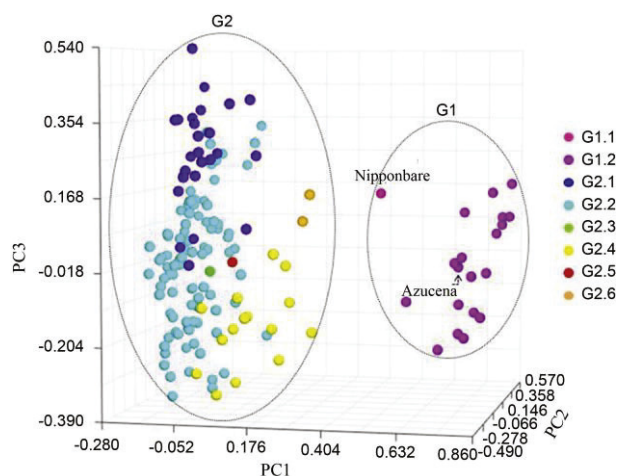 G2
G1
0.540
0.354
0.168
-0.018
-0.204
-0.390
PC3
Nipponbare
Azucena
G1.1
G1.2
G2.1
G2.2
G2.3
G2.4
G2.5
G2.6
-0.280
-0.052
0.176
0.404
0.632
0.860
PC1
0.570
0.358
0.146
-0.066
-0.278
-0.490
PC2